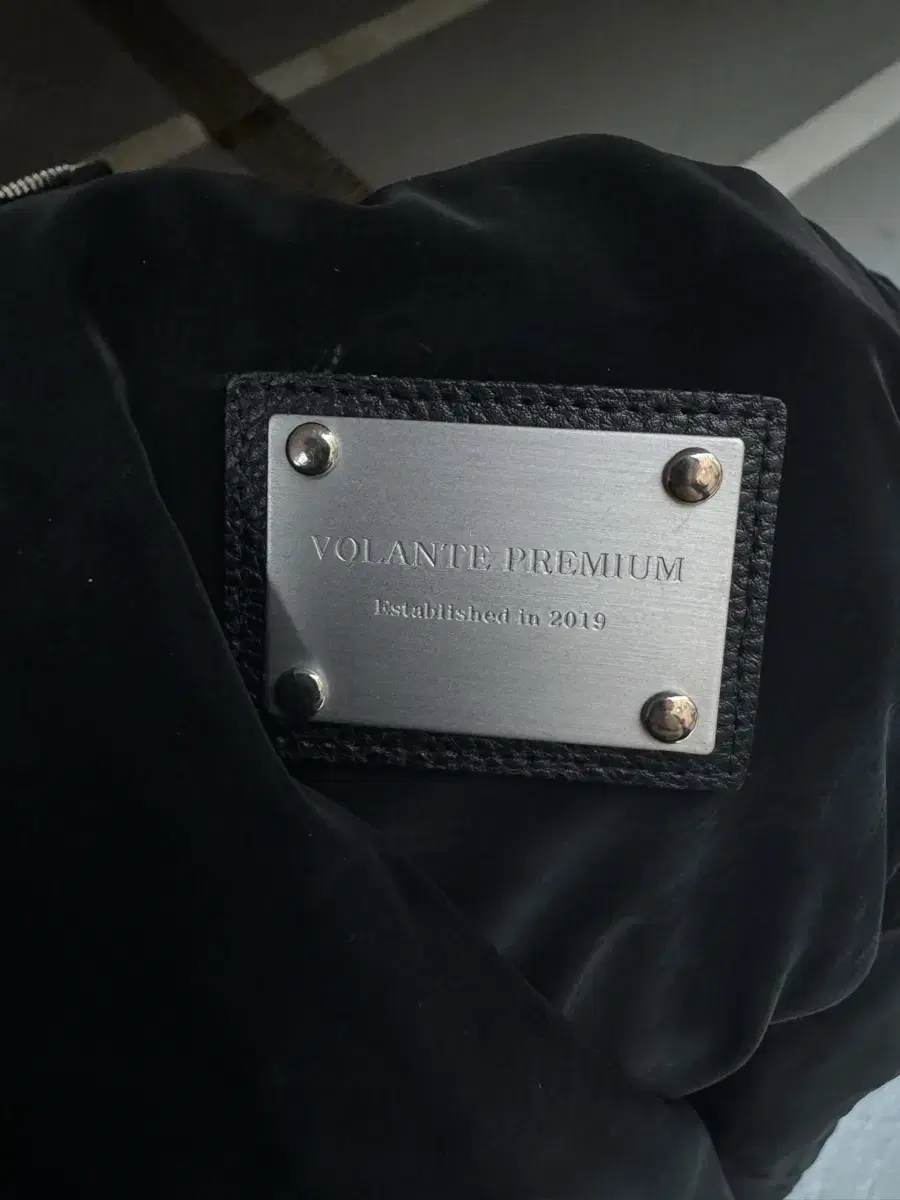 VOLANTE PREMIUM
Established in 2019